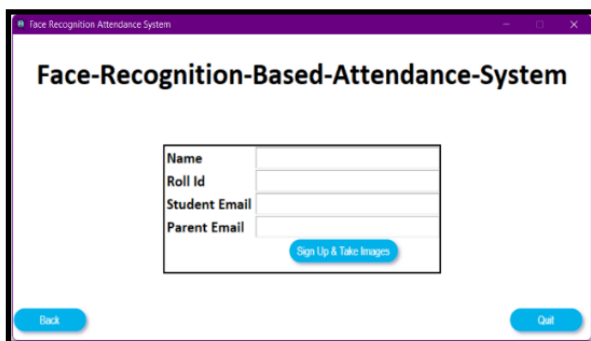 Face Recognition Attendance System
Face-Recognition-Based-Attendance-System
Name
Roll Id
Student Email
Parent Email
Sign Up & Take Images
Back
Quit